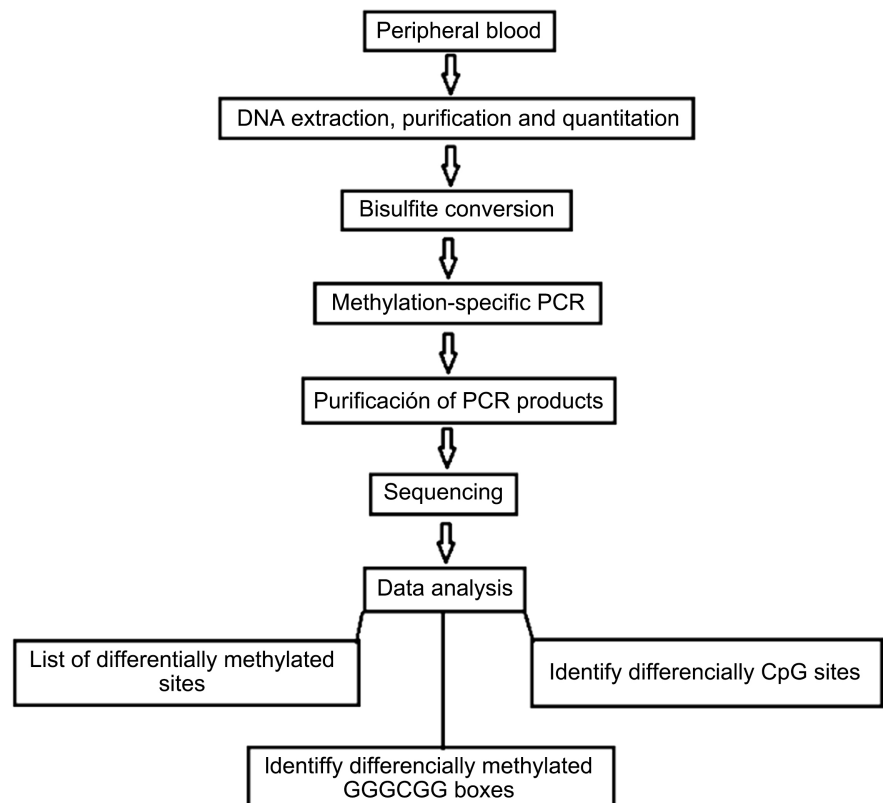 Peripheral blood
DNA extraction, purification and quantitation
Bisulfite conversion
Methylation-specific PCR
Purificación of PCR products
Sequencing
Data analysis
List of differentially methylated
sites
Identify differencially CpG sites
Identiffy differencially methylated
GGGCGG boxes